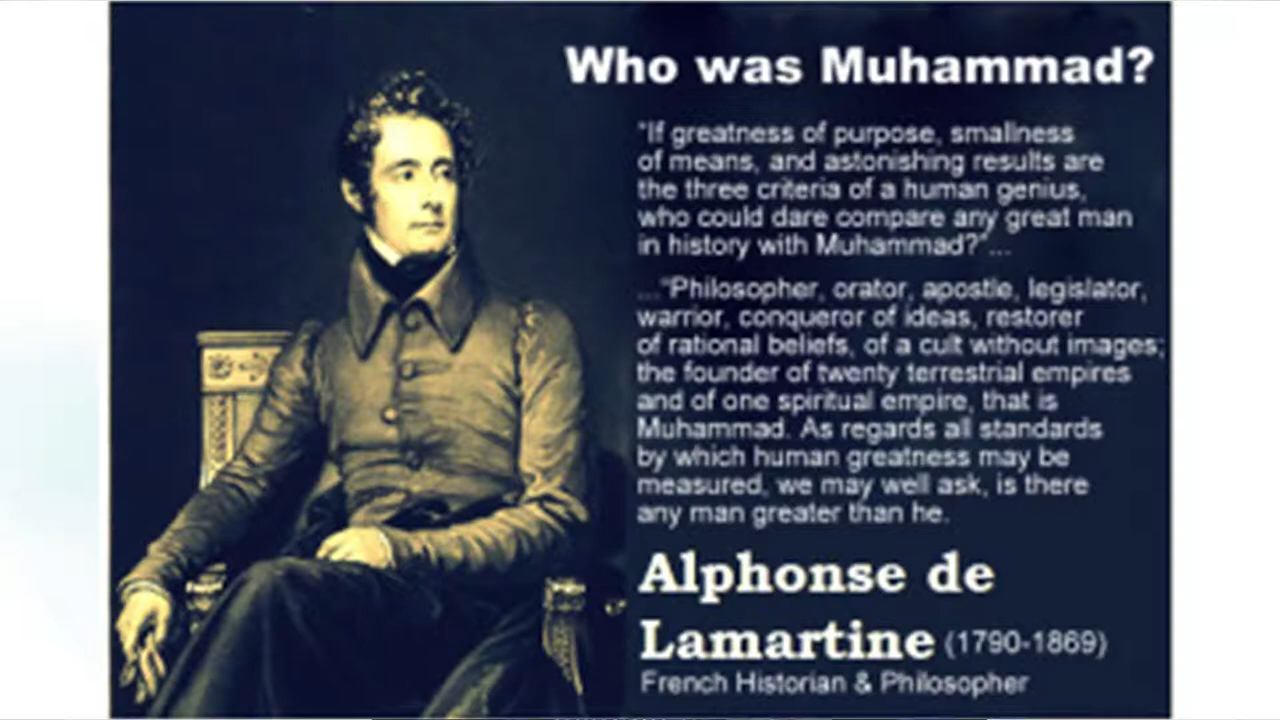 Who was Muhammad?
"If greatness of purpose, smallness
of means, and astonishing results are
the three criteria of a human genius,
who could dare compare any great man
in history with Muhammad?"...
..."Philosopher, orator, apostle, legislator,
warrior, conqueror of ideas, restorer
of rational beliefs, of a cult without images;
the founder of twenty terrestrial empires
and of one spiritual empire, that is
Muhammad. As regards all standards
by which human greatness may be
measured, we may well ask, is there
any man greater than he.
Alphonse de
Lamartine (1790-1869)
French Historian & Philosopher